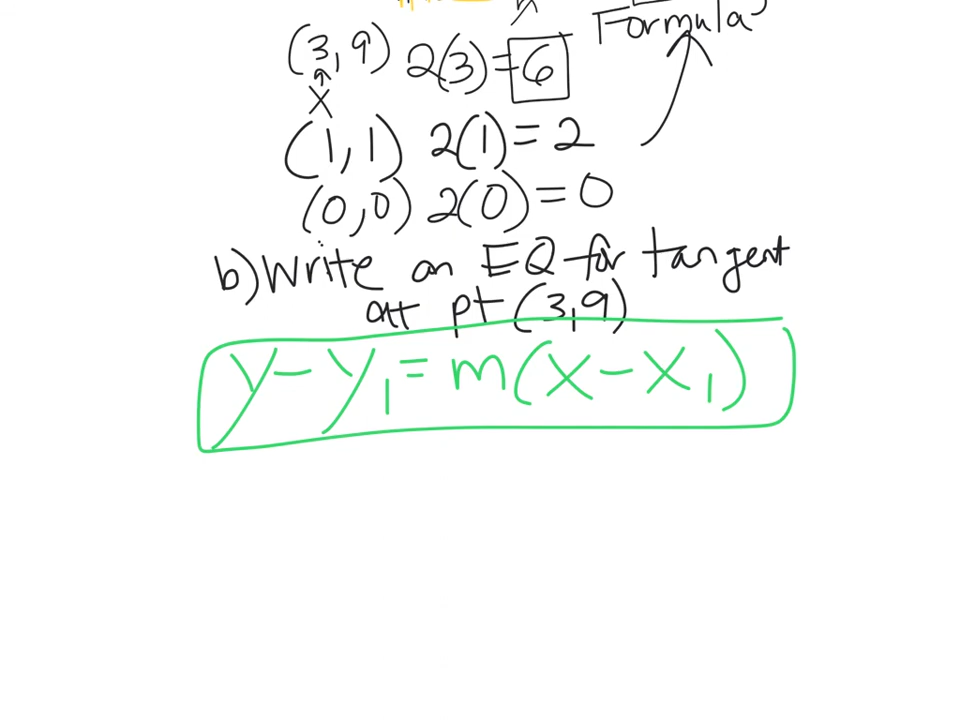 Formula
(3,9) 2(3)=6
x
(1,1) 2(1)=2
(0,0) 2(0)=0
b) Write an EQ for tangent
at pt (3,9)
y-y₁=m(x-x₁)